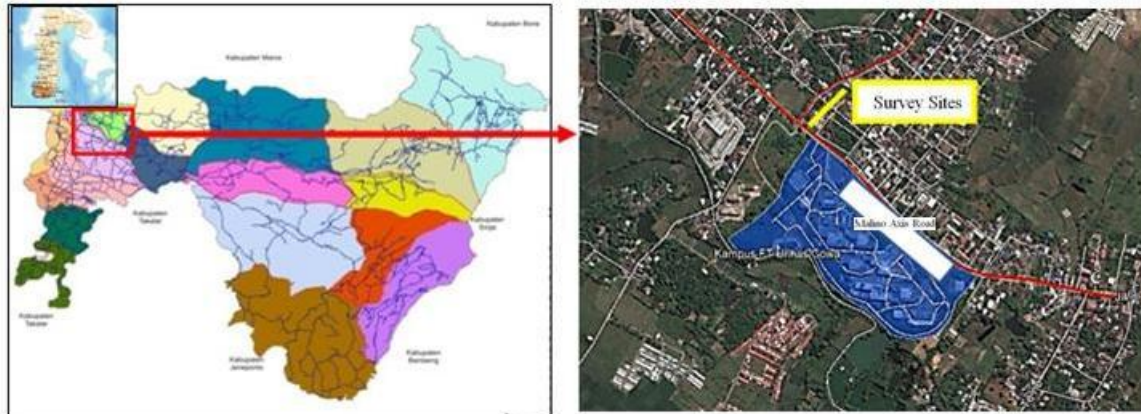 Kabupaten Bone
Kabupaten Maros
Kabupaten Takalar
Kabupaten Sinjai
Kabupaten
Takalar
Kabupaten
Jeneponto
Kabupaten
Bantaeng
Survey Sites
Malino Axis Road
Kampus FT Unhas Gowa